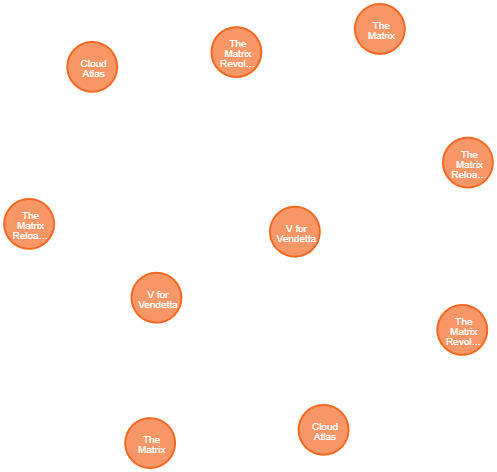 The
Matrix
The
Matrix
Revol...
Cloud
Atlas
The
Matrix
Reloa...
The
Matrix
Reloa...
V for
Vendetta
V for
Vendetta
The
Matrix
Revol...
Cloud
Atlas
The
Matrix